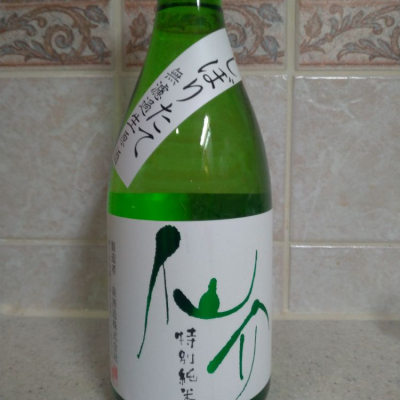 しぼりたて
無濾過生原酒
仙介
特別純米